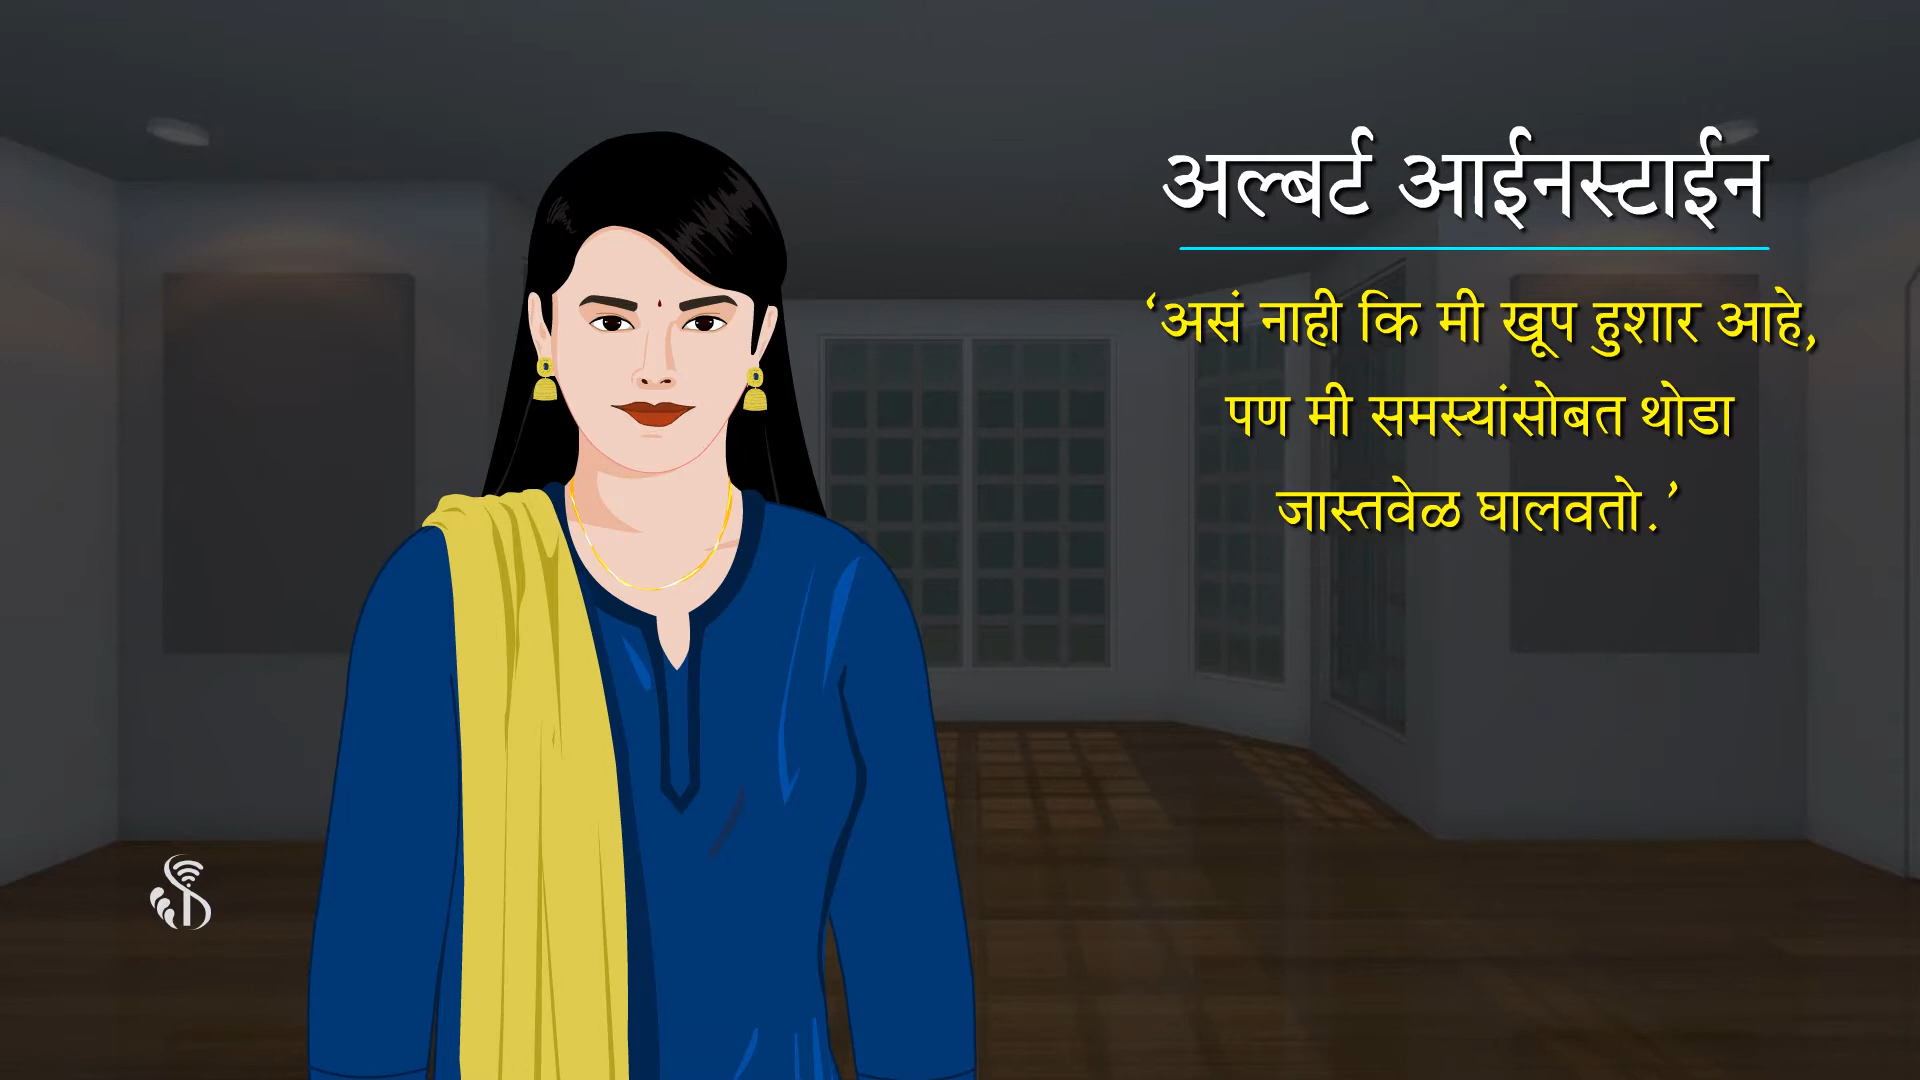 अल्बर्ट आईनस्टाईन
‘असं नाही कि मी खूप हुशार आहे,
पण मी समस्यांसोबत थोडा
जास्तवेळ घालवतो.’